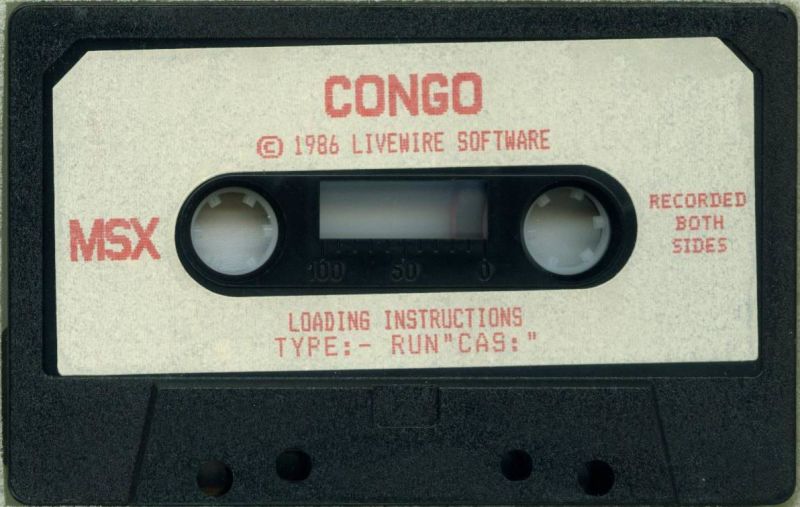 CONGO
© 1986 LIVEWIRE SOFTWARE
MSX
RECORDED
BOTH
SIDES
100 50 0
LOADING INSTRUCTIONS
TYPE:- RUN"CAS:"